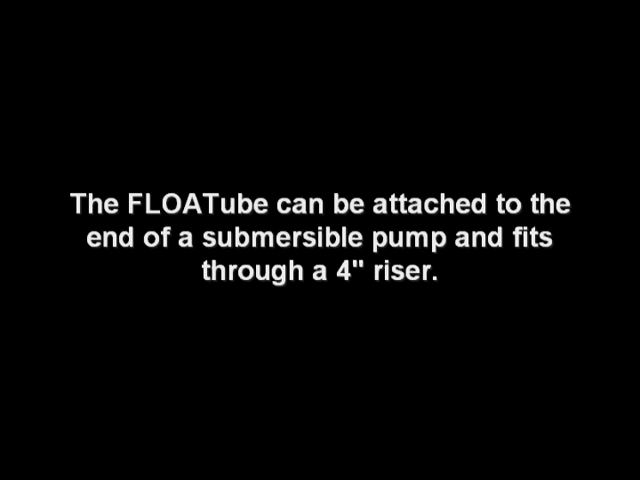 The FLOATube can be attached to the
end of a submersible pump and fits
through a 4" riser.